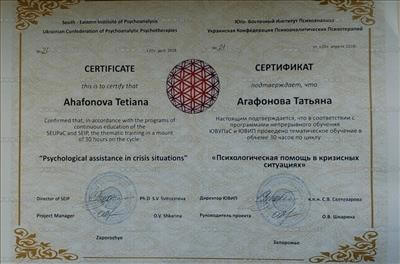 South - Eastern Institute of Psychoanalysis
Ukrainian Confederation of Psychoanalytic Psychotherapies
CERTIFICATE
this is to certify that
Ahafonova Tetiana
Confirmed that, in accordance with the programs of
continuous education of the
SEUPaC and SEIP, the thematic training in a mount
of 30 hours on the cycle
"Psychological assistance in crisis situations"
Director of SEIP
Ph.D S.V. Svitozarova
Project Manager
O.V. Shkarina
Zaporozhye
Юго- Восточный Институт Психоанализа
Украинская Конфедерация Психоаналитических Психотерапий
СЕРТИФИКАТ
подтверждает, что
Агафонова Татьяна
Настоящим подтверждается, что в соответствии с
программами непрерывного обучения
ЮВУПаС и ЮВИП проведено тематическое обучение в
объеме 30 часов по циклу
«Психологическая помощь в кризисных
ситуациях»
Директор ЮВИП
О.В. Шкарина
Руководитель проекта
Запорожье